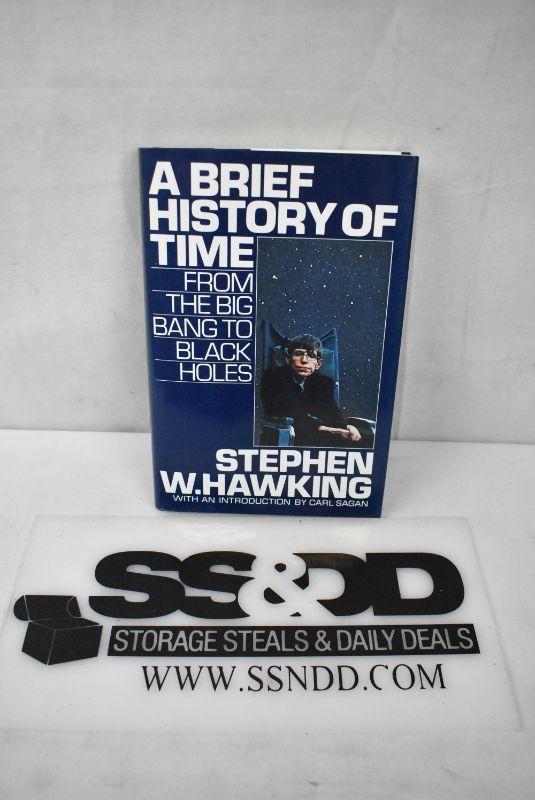 A BRIEF
HISTORY OF
TIME
FROM
THE BIG
BANG TO
BLACK
HOLES
STEPHEN
W.HAWKING
WITH AN INTRODUCTION BY CARL SAGAN
SS&DD
STORAGE STEALS & DAILY DEALS
WWW.SSNDD.COM